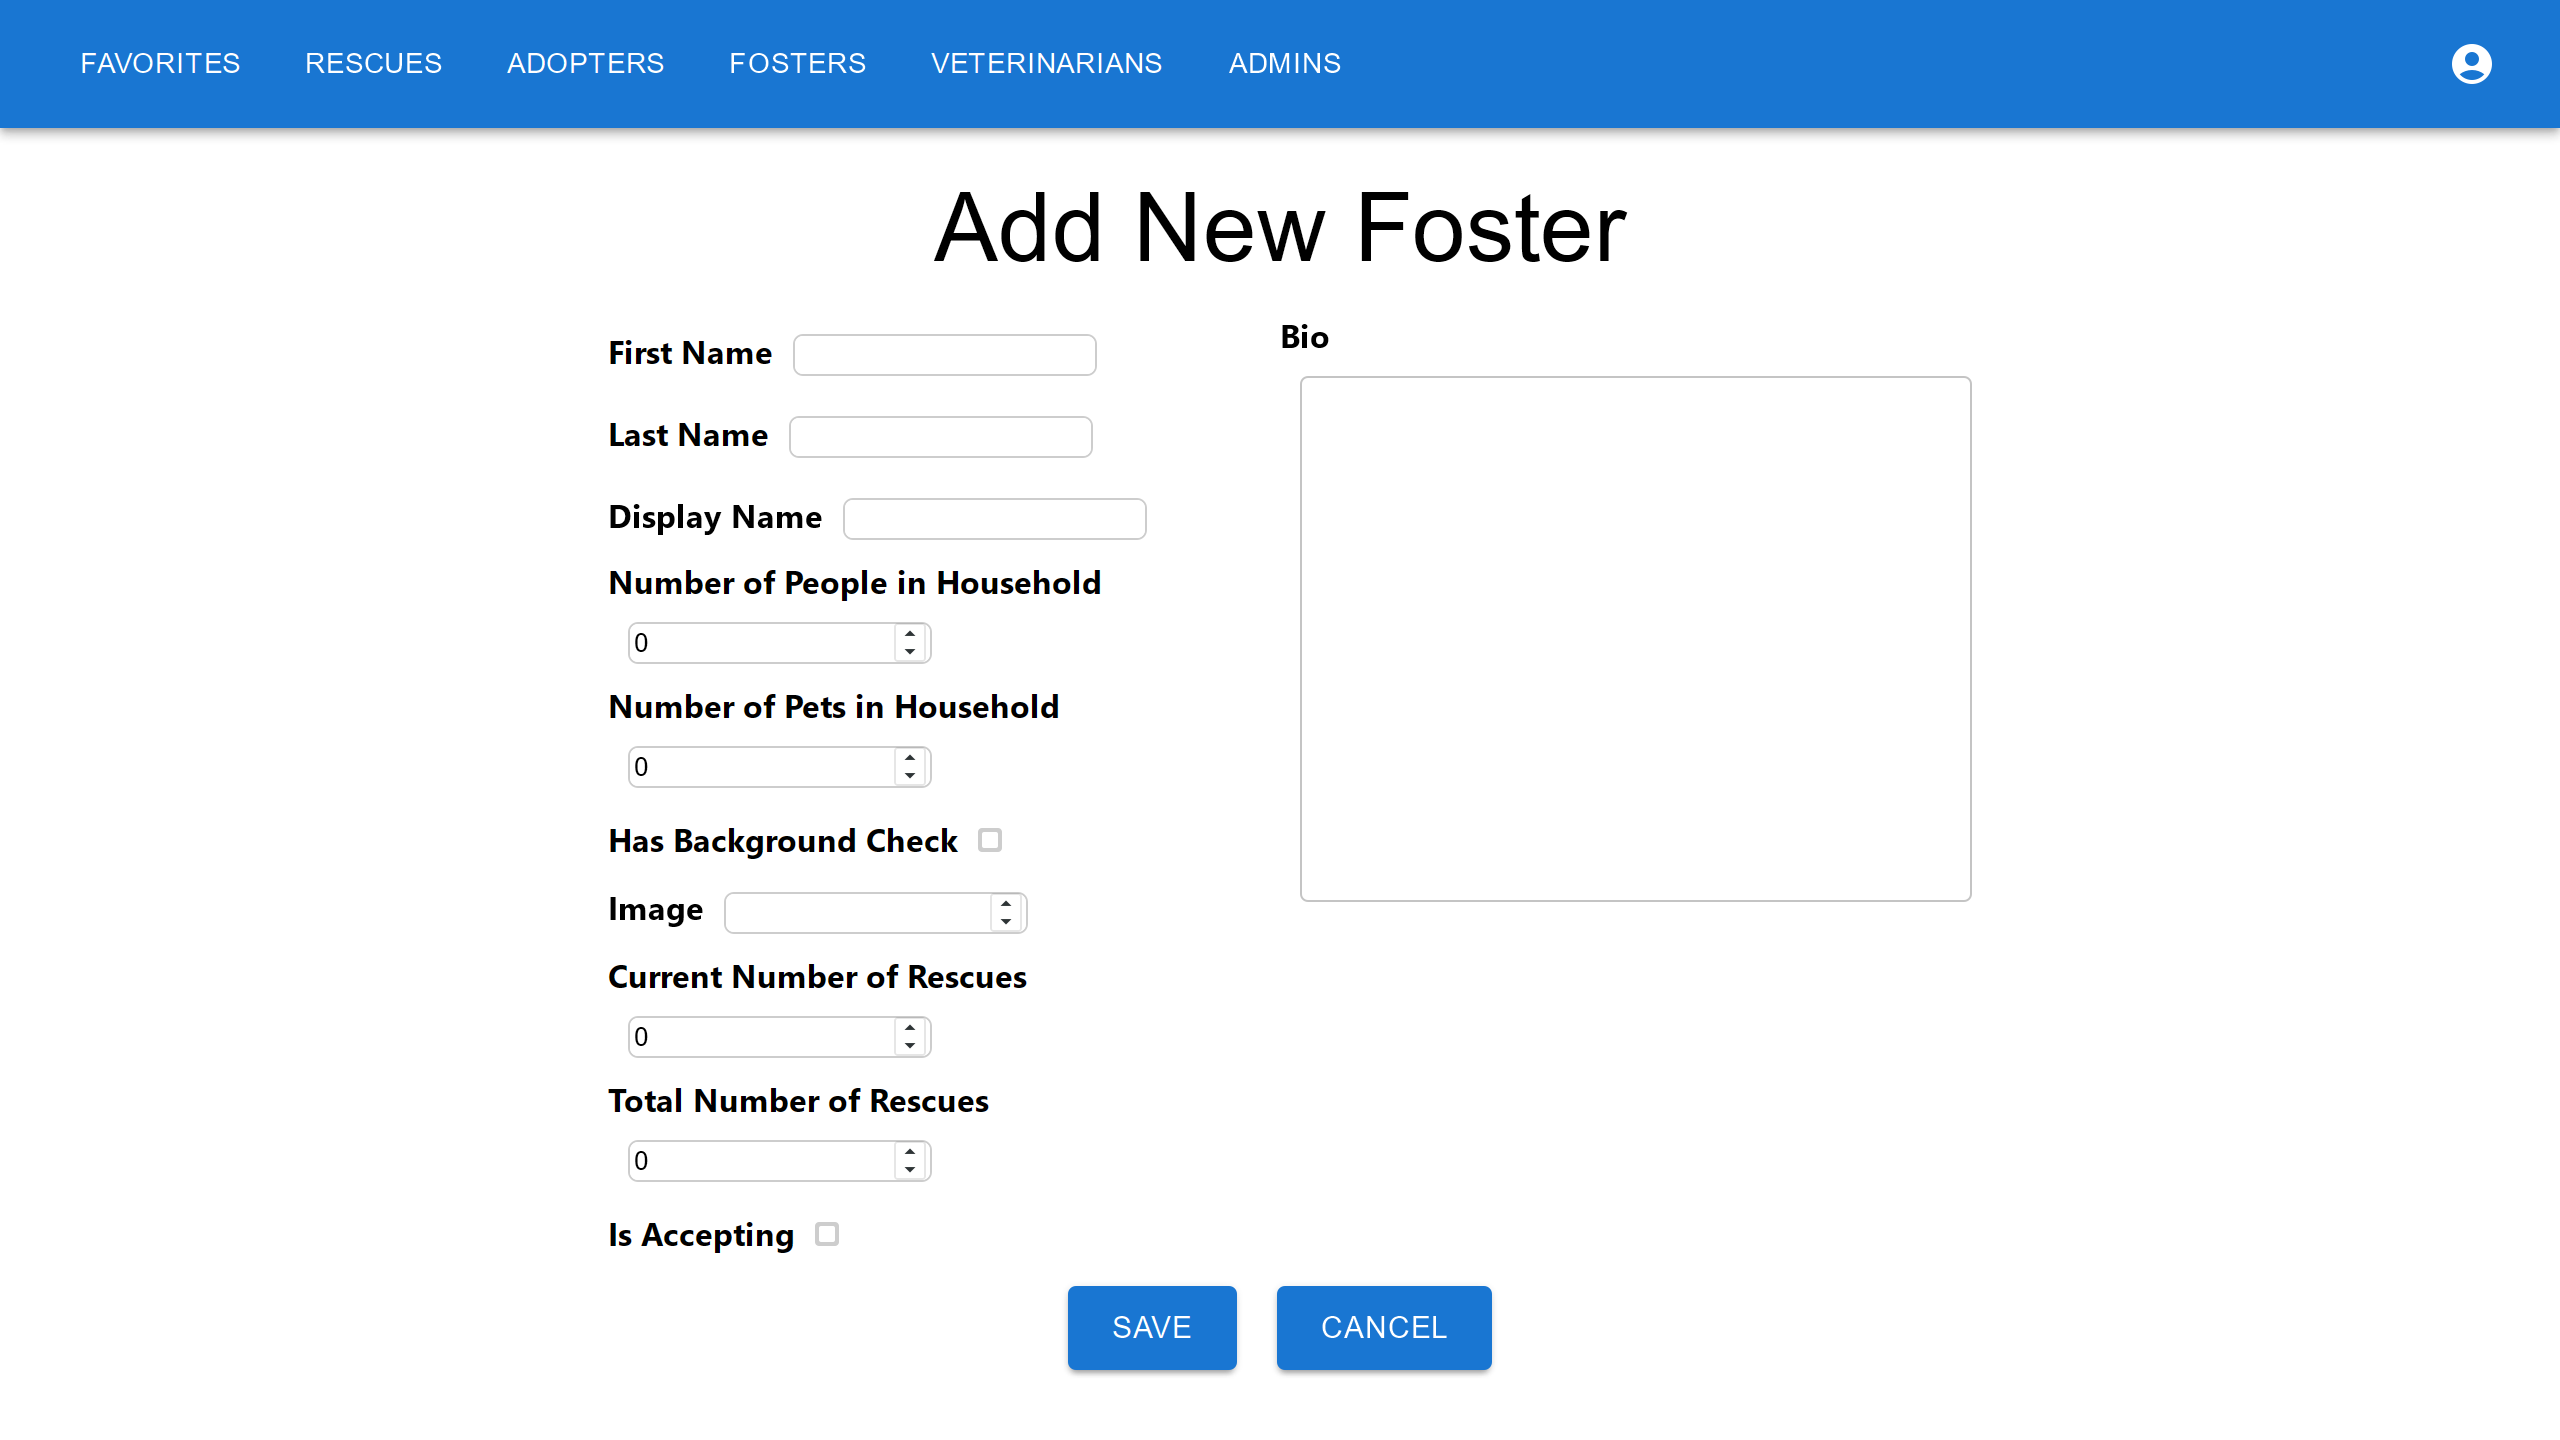 FAVORITES RESCUES ADOPTERS FOSTERS VETERINARIANS ADMINS
Add New Foster
First Name
Last Name
Display Name
Number of People in Household
0
Number of Pets in Household
0
Has Background Check
Image
Current Number of Rescues
0
Total Number of Rescues
0
Is Accepting
Bio
SAVE CANCEL